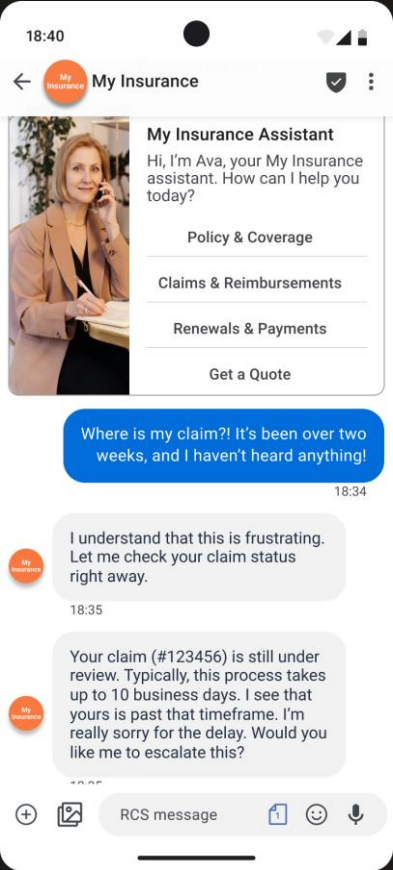 18:40
My Insurance
My Insurance
My Insurance Assistant
Hi, I'm Ava, your My Insurance
assistant. How can I help you
today?
Policy & Coverage
Claims & Reimbursements
Renewals & Payments
Get a Quote
Where is my claim?! It's been over two
weeks, and I haven't heard anything!
18:34
I understand that this is frustrating.
Let me check your claim status
right away.
My
Insurance
18:35
Your claim (#123456) is still under
review. Typically, this process takes
up to 10 business days. I see that
yours is past that timeframe. I'm
really sorry for the delay. Would you
like me to escalate this?
My
Insurance
RCS message
1